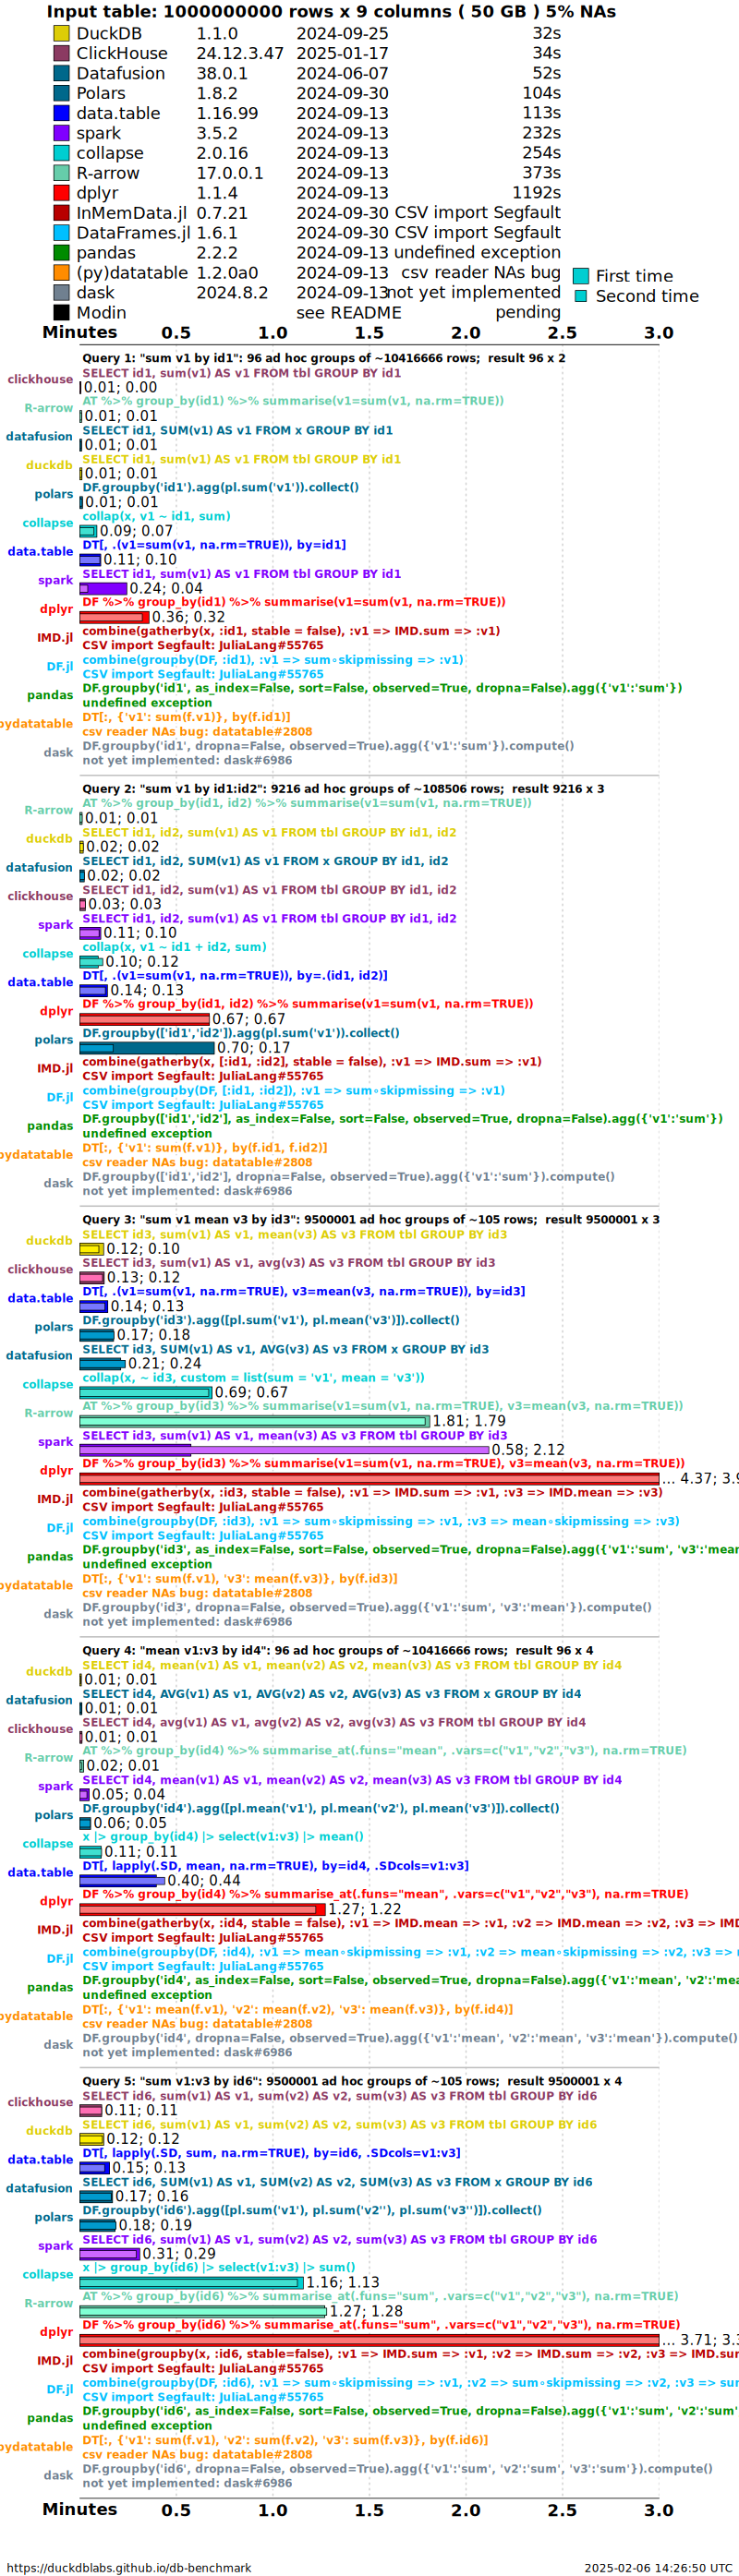 Input table: 1000000000 rows x 9 columns ( 50 GB ) 5% NAs
DuckDB 1.1.0 2024-09-25 32s
ClickHouse 24.12.3.47 2025-01-17 34s
Datafusion 38.0.1 2024-06-07 52s
Polars 1.8.2 2024-09-30 104s
data.table 1.16.99 2024-09-13 113s
spark 3.5.2 2024-09-13 232s
collapse 2.0.16 2024-09-13 254s
R-arrow 17.0.0.1 2024-09-13 373s
dplyr 1.1.4 2024-09-13 1192s
InMemData.jl 0.7.21 2024-09-30 CSV import Segfault
DataFrames.jl 1.6.1 2024-09-30 CSV import Segfault
pandas 2.2.2 2024-09-13 undefined exception
(py)datatable 1.2.0a0 2024-09-13 csv reader NAs bug
dask 2024.8.2 2024-09-13 not yet implemented
Modin see README pending
First time
Second time
Minutes 0.5 1.0 1.5 2.0 2.5 3.0
Query 1: "sum v1 by id1": 96 ad hoc groups of ~10416666 rows;  result 96 x 2
SELECT id1, sum(v1) AS v1 FROM tbl GROUP BY id1
clickhouse 0.01; 0.00
AT %>% group_by(id1) %>% summarise(v1=sum(v1, na.rm=TRUE))
R-arrow 0.01; 0.01
SELECT id1, SUM(v1) AS v1 FROM x GROUP BY id1
datafusion 0.01; 0.01
SELECT id1, sum(v1) AS v1 FROM tbl GROUP BY id1
duckdb 0.01; 0.01
DF.groupby('id1').agg(pl.sum('v1')).collect()
polars 0.01; 0.01
collap(x, v1 ~ id1, sum)
collapse 0.09; 0.07
DT[, .(v1=sum(v1, na.rm=TRUE)), by=id1]
data.table 0.11; 0.10
SELECT id1, sum(v1) AS v1 FROM tbl GROUP BY id1
spark 0.24; 0.04
DF %>% group_by(id1) %>% summarise(v1=sum(v1, na.rm=TRUE))
dplyr 0.36; 0.32
combine(gatherby(x, :id1, stable = false), :v1 => IMD.sum => :v1)
IMD.jl CSV import Segfault: JuliaLang#55765
combine(groupby(DF, :id1), :v1 => sum∘skipmissing => :v1)
DF.jl CSV import Segfault: JuliaLang#55765
DF.groupby('id1', as_index=False, sort=False, observed=True, dropna=False).agg({'v1':'sum'})
pandas undefined exception
DT[:, {'v1': sum(f.v1)}, by(f.id1)]
pydatatable csv reader NAs bug: datatable#2808
DF.groupby('id1', dropna=False, observed=True).agg({'v1':'sum'}).compute()
dask not yet implemented: dask#6986
Query 2: "sum v1 by id1:id2": 9216 ad hoc groups of ~108506 rows;  result 9216 x 3
AT %>% group_by(id1, id2) %>% summarise(v1=sum(v1, na.rm=TRUE))
R-arrow 0.01; 0.01
SELECT id1, id2, sum(v1) AS v1 FROM tbl GROUP BY id1, id2
duckdb 0.02; 0.02
SELECT id1, id2, SUM(v1) AS v1 FROM x GROUP BY id1, id2
datafusion 0.02; 0.02
SELECT id1, id2, sum(v1) AS v1 FROM tbl GROUP BY id1, id2
clickhouse 0.03; 0.03
SELECT id1, id2, sum(v1) AS v1 FROM tbl GROUP BY id1, id2
spark 0.11; 0.10
collap(x, v1 ~ id1 + id2, sum)
collapse 0.10; 0.12
DT[, .(v1=sum(v1, na.rm=TRUE)), by=.(id1, id2)]
data.table 0.14; 0.13
DF %>% group_by(id1, id2) %>% summarise(v1=sum(v1, na.rm=TRUE))
dplyr 0.67; 0.67
DF.groupby(['id1','id2']).agg(pl.sum('v1')).collect()
polars 0.70; 0.17
combine(gatherby(x, [:id1, :id2], stable = false), :v1 => IMD.sum => :v1)
IMD.jl CSV import Segfault: JuliaLang#55765
combine(groupby(DF, [:id1, :id2]), :v1 => sum∘skipmissing => :v1)
DF.jl CSV import Segfault: JuliaLang#55765
DF.groupby(['id1','id2'], as_index=False, sort=False, observed=True, dropna=False).agg({'v1':'sum'})
pandas undefined exception
DT[:, {'v1': sum(f.v1)}, by(f.id1, f.id2)]
pydatatable csv reader NAs bug: datatable#2808
DF.groupby(['id1','id2'], dropna=False, observed=True).agg({'v1':'sum'}).compute()
dask not yet implemented: dask#6986
Query 3: "sum v1 mean v3 by id3": 9500001 ad hoc groups of ~105 rows;  result 9500001 x 3
SELECT id3, sum(v1) AS v1, mean(v3) AS v3 FROM tbl GROUP BY id3
duckdb 0.12; 0.10
SELECT id3, sum(v1) AS v1, avg(v3) AS v3 FROM tbl GROUP BY id3
clickhouse 0.13; 0.12
DT[, .(v1=sum(v1, na.rm=TRUE), v3=mean(v3, na.rm=TRUE)), by=id3]
data.table 0.14; 0.13
DF.groupby('id3').agg([pl.sum('v1'), pl.mean('v3')]).collect()
polars 0.17; 0.18
SELECT id3, SUM(v1) AS v1, AVG(v3) AS v3 FROM x GROUP BY id3
datafusion 0.21; 0.24
collap(x, ~ id3, custom = list(sum = 'v1', mean = 'v3'))
collapse 0.69; 0.67
AT %>% group_by(id3) %>% summarise(v1=sum(v1, na.rm=TRUE), v3=mean(v3, na.rm=TRUE))
R-arrow 1.81; 1.79
SELECT id3, sum(v1) AS v1, mean(v3) AS v3 FROM tbl GROUP BY id3
spark 0.58; 2.12
DF %>% group_by(id3) %>% summarise(v1=sum(v1, na.rm=TRUE), v3=mean(v3, na.rm=TRUE))
dplyr ... 4.37; 3.9
combine(gatherby(x, :id3, stable = false), :v1 => IMD.sum => :v1, :v3 => IMD.mean => :v3)
IMD.jl CSV import Segfault: JuliaLang#55765
combine(groupby(DF, :id3), :v1 => sum∘skipmissing => :v1, :v3 => mean∘skipmissing => :v3)
DF.jl CSV import Segfault: JuliaLang#55765
DF.groupby('id3', as_index=False, sort=False, observed=True, dropna=False).agg({'v1':'sum', 'v3':'mean
pandas undefined exception
DT[:, {'v1': sum(f.v1), 'v3': mean(f.v3)}, by(f.id3)]
pydatatable csv reader NAs bug: datatable#2808
DF.groupby('id3', dropna=False, observed=True).agg({'v1':'sum', 'v3':'mean'}).compute()
dask not yet implemented: dask#6986
Query 4: "mean v1:v3 by id4": 96 ad hoc groups of ~10416666 rows;  result 96 x 4
SELECT id4, mean(v1) AS v1, mean(v2) AS v2, mean(v3) AS v3 FROM tbl GROUP BY id4
duckdb 0.01; 0.01
SELECT id4, AVG(v1) AS v1, AVG(v2) AS v2, AVG(v3) AS v3 FROM x GROUP BY id4
datafusion 0.01; 0.01
SELECT id4, avg(v1) AS v1, avg(v2) AS v2, avg(v3) AS v3 FROM tbl GROUP BY id4
clickhouse 0.01; 0.01
AT %>% group_by(id4) %>% summarise_at(.funs="mean", .vars=c("v1","v2","v3"), na.rm=TRUE)
R-arrow 0.02; 0.01
SELECT id4, mean(v1) AS v1, mean(v2) AS v2, mean(v3) AS v3 FROM tbl GROUP BY id4
spark 0.05; 0.04
DF.groupby('id4').agg([pl.mean('v1'), pl.mean('v2'), pl.mean('v3')]).collect()
polars 0.06; 0.05
x |> group_by(id4) |> select(v1:v3) |> mean()
collapse 0.11; 0.11
DT[, lapply(.SD, mean, na.rm=TRUE), by=id4, .SDcols=v1:v3]
data.table 0.40; 0.44
DF %>% group_by(id4) %>% summarise_at(.funs="mean", .vars=c("v1","v2","v3"), na.rm=TRUE)
dplyr 1.27; 1.22
combine(gatherby(x, :id4, stable = false), :v1 => IMD.mean => :v1, :v2 => IMD.mean => :v2, :v3 => IMD
IMD.jl CSV import Segfault: JuliaLang#55765
combine(groupby(DF, :id4), :v1 => mean∘skipmissing => :v1, :v2 => mean∘skipmissing => :v2, :v3 =>
DF.jl CSV import Segfault: JuliaLang#55765
DF.groupby('id4', as_index=False, sort=False, observed=True, dropna=False).agg({'v1':'mean', 'v2':'mea
pandas undefined exception
DT[:, {'v1': mean(f.v1), 'v2': mean(f.v2), 'v3': mean(f.v3)}, by(f.id4)]
pydatatable csv reader NAs bug: datatable#2808
DF.groupby('id4', dropna=False, observed=True).agg({'v1':'mean', 'v2':'mean', 'v3':'mean'}).compute()
dask not yet implemented: dask#6986
Query 5: "sum v1:v3 by id6": 9500001 ad hoc groups of ~105 rows;  result 9500001 x 4
SELECT id6, sum(v1) AS v1, sum(v2) AS v2, sum(v3) AS v3 FROM tbl GROUP BY id6
clickhouse 0.11; 0.11
SELECT id6, sum(v1) AS v1, sum(v2) AS v2, sum(v3) AS v3 FROM tbl GROUP BY id6
duckdb 0.12; 0.12
DT[, lapply(.SD, sum, na.rm=TRUE), by=id6, .SDcols=v1:v3]
data.table 0.15; 0.13
SELECT id6, SUM(v1) AS v1, SUM(v2) AS v2, SUM(v3) AS v3 FROM x GROUP BY id6
datafusion 0.17; 0.16
DF.groupby('id6').agg([pl.sum('v1'), pl.sum('v2''), pl.sum('v3'')]).collect()
polars 0.18; 0.19
SELECT id6, sum(v1) AS v1, sum(v2) AS v2, sum(v3) AS v3 FROM tbl GROUP BY id6
spark 0.31; 0.29
x |> group_by(id6) |> select(v1:v3) |> sum()
collapse 1.16; 1.13
AT %>% group_by(id6) %>% summarise_at(.funs="sum", .vars=c("v1","v2","v3"), na.rm=TRUE)
R-arrow 1.27; 1.28
DF %>% group_by(id6) %>% summarise_at(.funs="sum", .vars=c("v1","v2","v3"), na.rm=TRUE)
dplyr ... 3.71; 3.3
combine(groupby(x, :id6, stable=false), :v1 => IMD.sum => :v1, :v2 => IMD.sum => :v2, :v3 => IMD.sum
IMD.jl CSV import Segfault: JuliaLang#55765
combine(groupby(DF, :id6), :v1 => sum∘skipmissing => :v1, :v2 => sum∘skipmissing => :v2, :v3 => sum
DF.jl CSV import Segfault: JuliaLang#55765
DF.groupby('id6', as_index=False, sort=False, observed=True, dropna=False).agg({'v1':'sum', 'v2':'sum'
pandas undefined exception
DT[:, {'v1': sum(f.v1), 'v2': sum(f.v2), 'v3': sum(f.v3)}, by(f.id6)]
pydatatable csv reader NAs bug: datatable#2808
DF.groupby('id6', dropna=False, observed=True).agg({'v1':'sum', 'v2':'sum', 'v3':'sum'}).compute()
dask not yet implemented: dask#6986
Minutes 0.5 1.0 1.5 2.0 2.5 3.0
https://duckdblabs.github.io/db-benchmark 2025-02-06 14:26:50 UTC